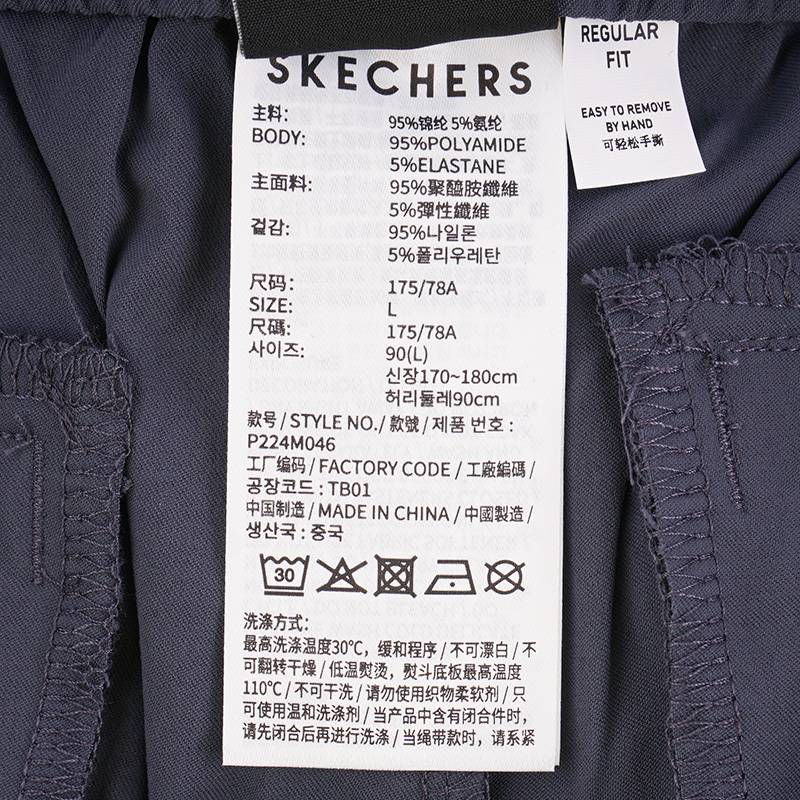 SKECHERS
主料: 95%锦纶 5%氨纶
BODY: 95%POLYAMIDE
5%ELASTANE
主面料: 95%聚醯胺纖維
5%彈性纖維
겉감: 95%나일론
5%폴리우레탄
尺码: 175/78A
SIZE: L
尺碼: 175/78A
사이즈: 90(L)
신장170~180cm
허리둘레90cm
款号 / STYLE NO./ 款號 / 제품 번호 :
P224M046
工厂编码 / FACTORY CODE / 工廠編碼 /
공장코드 : TB01
中国制造 / MADE IN CHINA / 中國製造 /
생산국 : 중국
30
洗涤方式:
最高洗涤温度30℃，缓和程序 / 不可漂白 / 不
可翻转干燥 / 低温熨烫，熨斗底板最高温度
110℃ / 不可干洗 / 请勿使用织物柔软剂 / 只
可使用温和洗涤剂 / 当产品中含有闭合件时，
请先闭合后再进行洗涤 / 当绳带款时，请系紧
REGULAR
FIT
EASY TO REMOVE
BY HAND
可轻松手撕